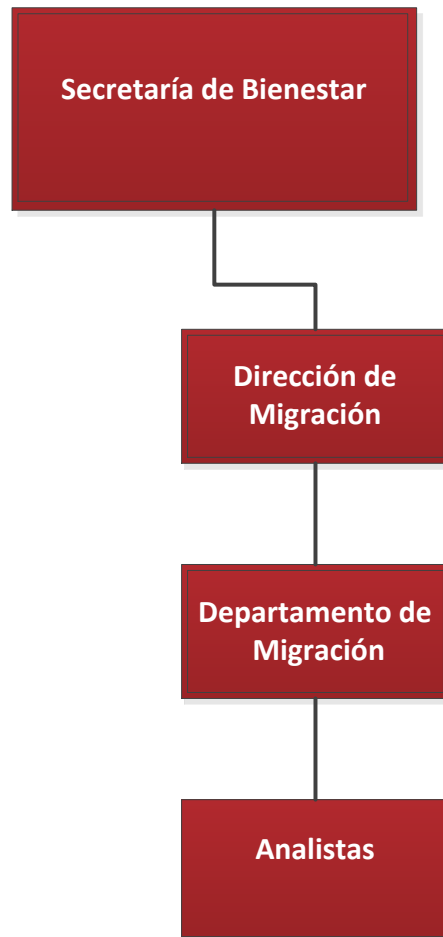 Secretaría de Bienestar
Dirección de
Migración
Departamento de
Migración
Analistas